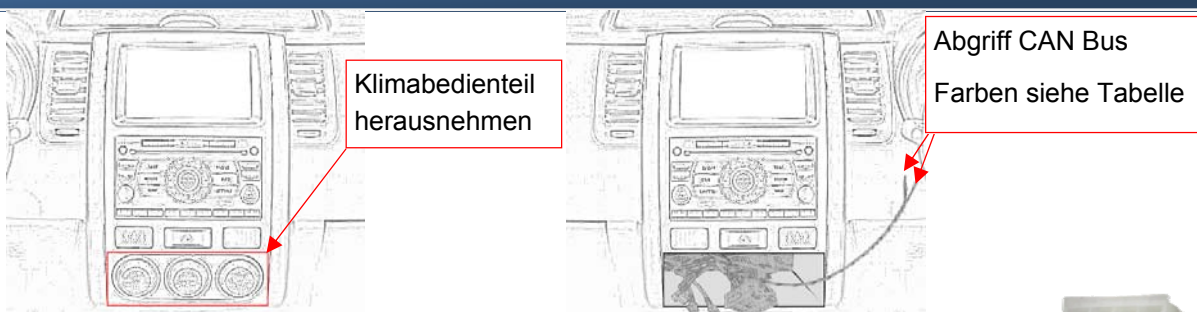 Klimabedienteil
herausnehmen
Abgriff CAN Bus
Farben siehe Tabelle